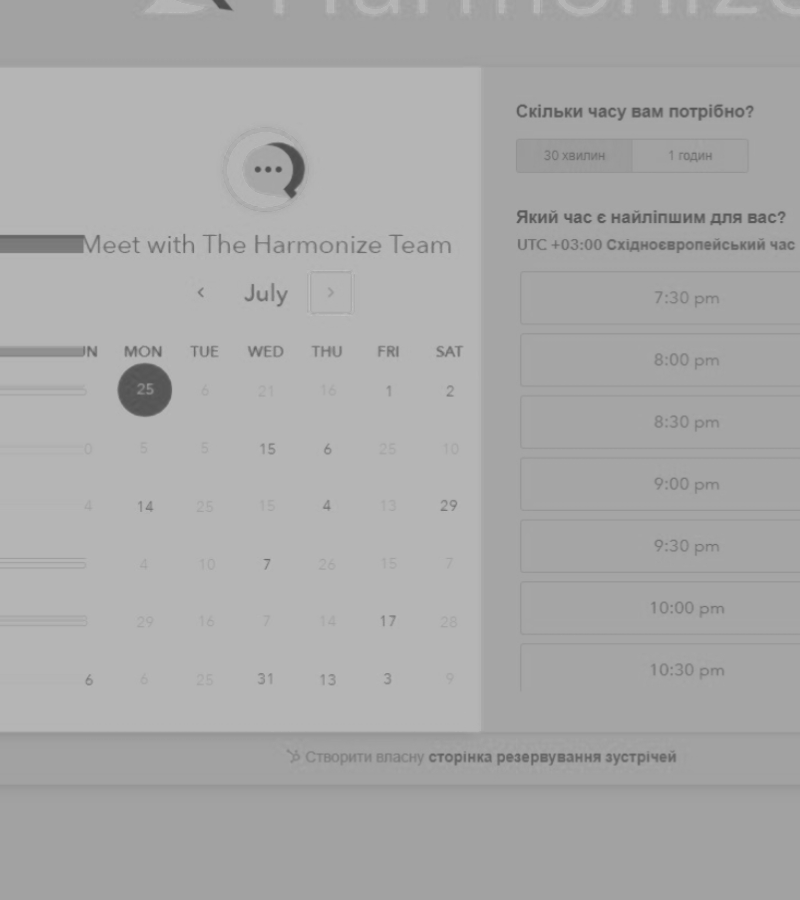 Harmonize
Meet with The Harmonize Team
July
MON TUE WED THU FRI SAT
25 6 21 16 1 2
0 5 5 15 6 25 10
4 14 25 15 4 13 29
4 10 7 26 15 7
29 16 7 14 17 28
6 6 25 31 13 3 9
Скільки часу вам потрібно?
30 хвилин 1 годин
Який час є найліпшим для вас?
UTC +03:00 Східноєвропейський час
7:30 pm
8:00 pm
8:30 pm
9:00 pm
9:30 pm
10:00 pm
10:30 pm
Створити власну сторінка резервування зустрічей